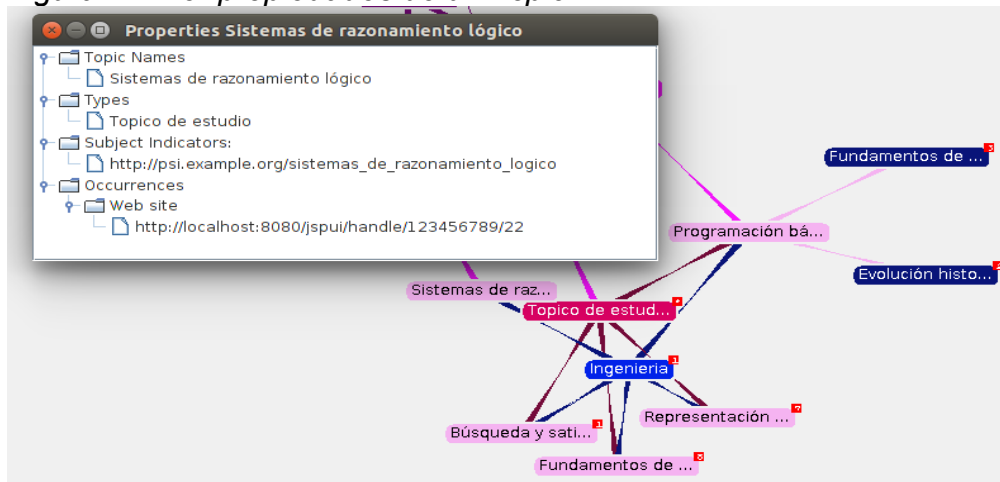 Properties Sistemas de razonamiento lógico
Topic Names
Sistemas de razonamiento lógico
Types
Topico de estudio
Subject Indicators:
http://psi.example.org/sistemas_de_razonamiento_logico
Occurrences
Web site
http://localhost:8080/jspui/handle/123456789/22
Fundamentos de ...
Programación bá...
Evolución histo...
Sistemas de raz...
Topico de estud...
Ingenieria
Representación ...
Búsqueda y sati...
Fundamentos de ...